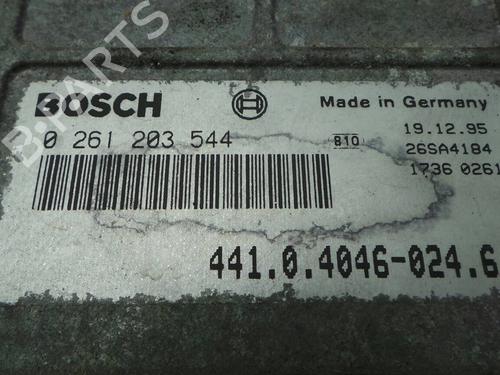 BOSCH
Made in Germany
0 261 203 544
B10
19.12.95
26SA4184
1736 0261
441.0.4046-024.6
B-PARTS